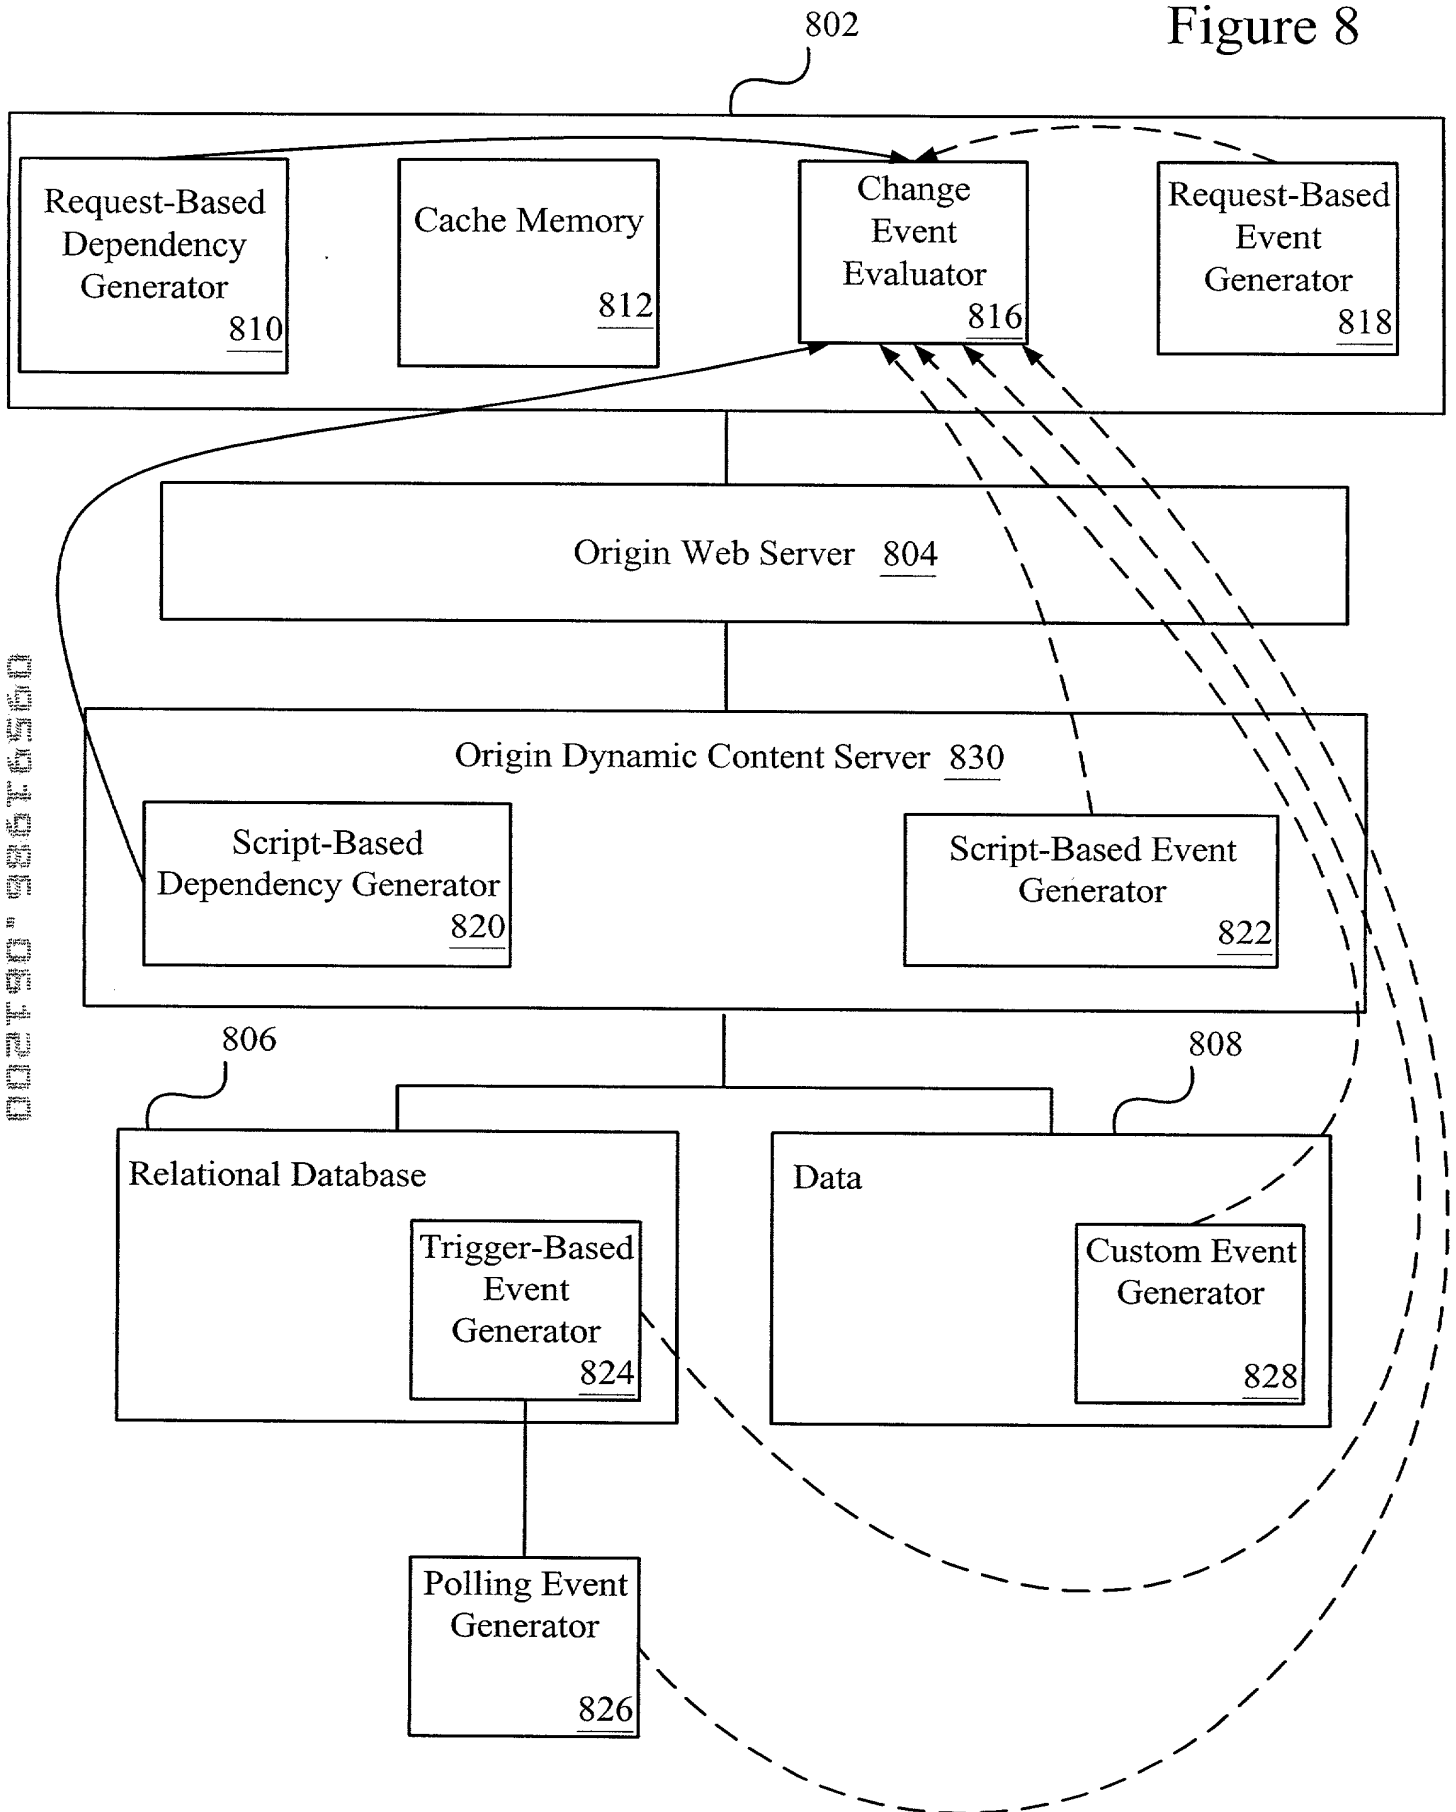 Figure 8
802
Request-Based
Dependency
Generator
810
Cache Memory
812
Change
Event
Evaluator
816
Request-Based
Event
Generator
818
Origin Web Server 804
Origin Dynamic Content Server 830
Script-Based
Dependency Generator
820
Script-Based Event
Generator
822
806
808
Relational Database
Trigger-Based
Event
Generator
824
Data
Custom Event
Generator
828
Polling Event
Generator
826
09591985.061200